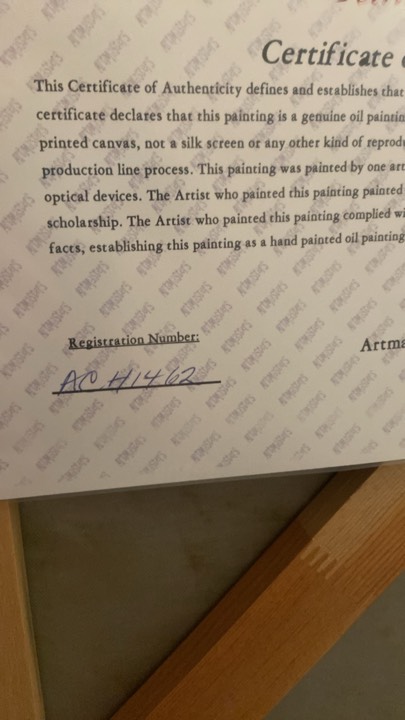 Certificate
This Certificate of Authenticity defines and establishes that
certificate declares that this painting is a genuine oil paintin
printed canvas, not a silk screen or any other kind of reprod
production line process. This painting was painted by one art
optical devices. The Artist who painted this painting painted
scholarship. The Artist who painted this painting complied wi
facts, establishing this painting as a hand painted oil painting
Registration Number:
Artma
AC H1462